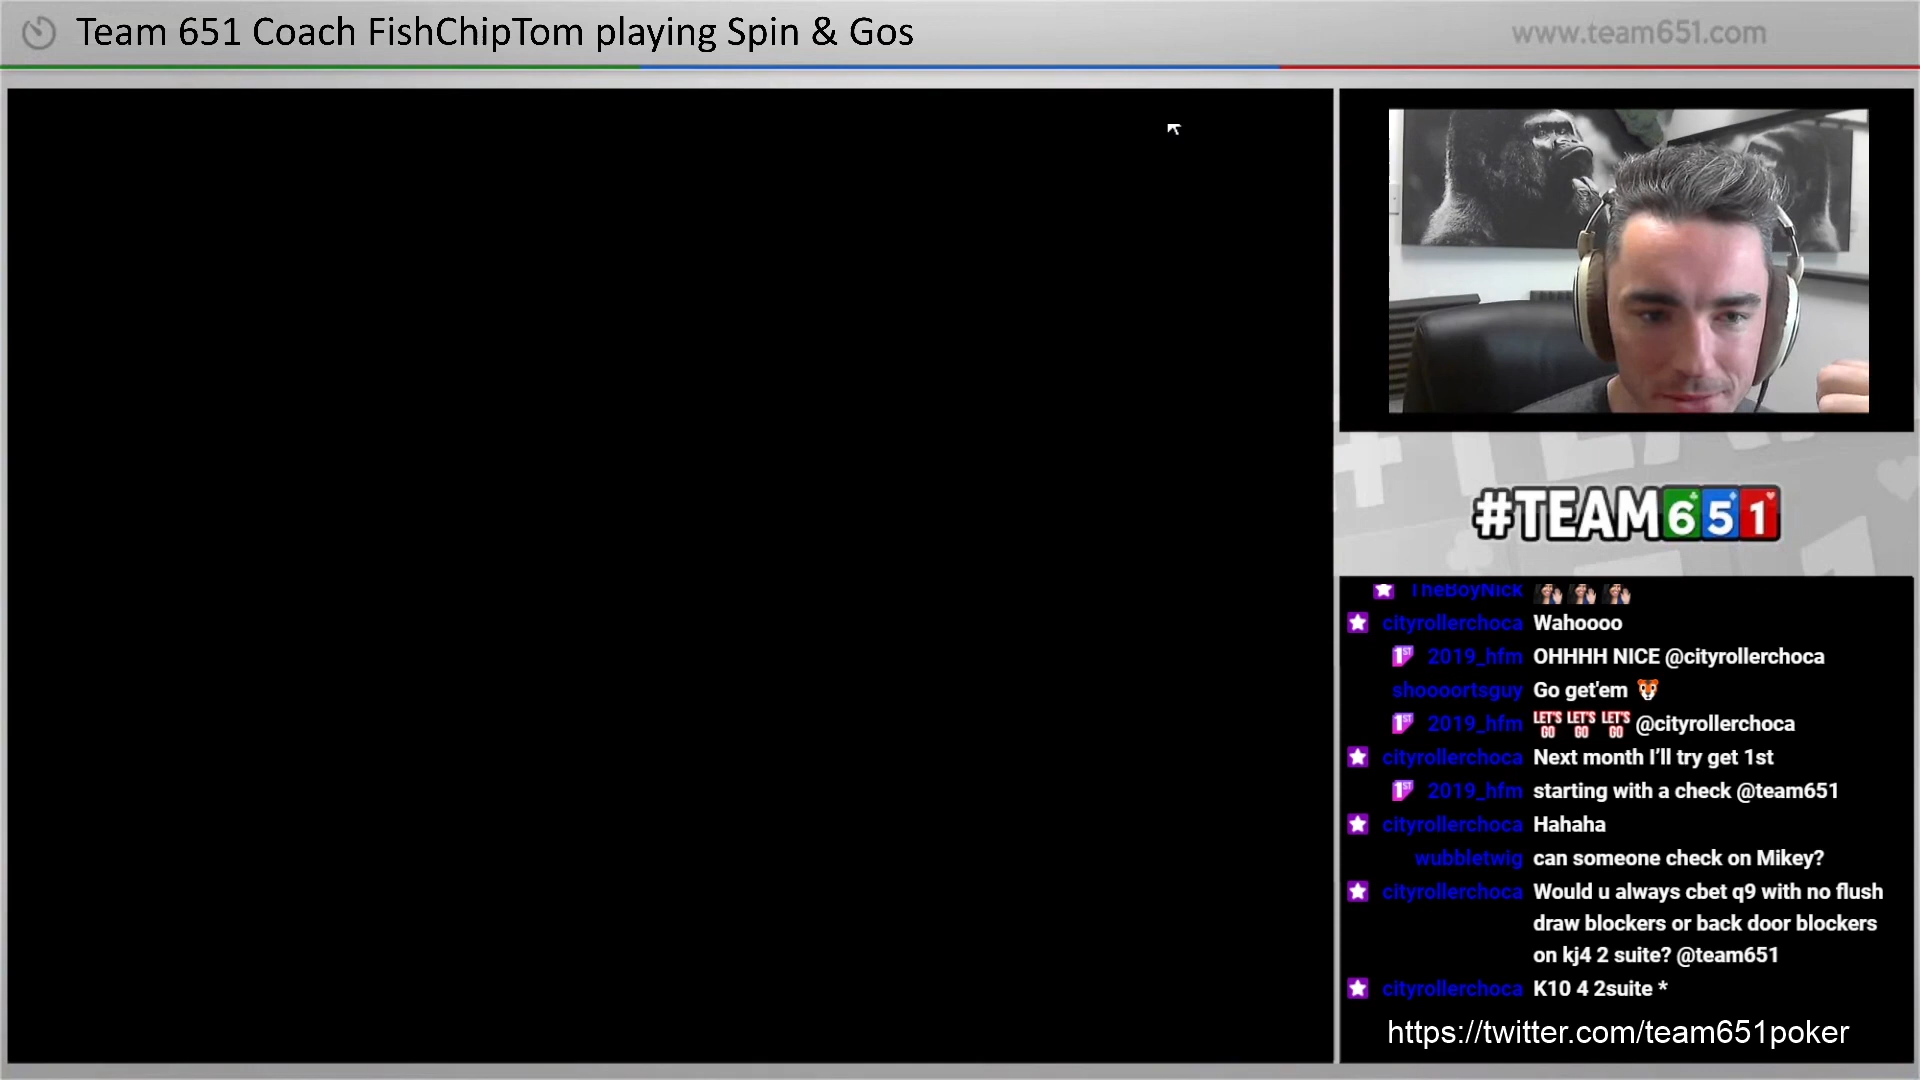 Team 651 Coach FishChipTom playing Spin & Gos
www.team651.com
#TEAM651
TheBoyNick
cityrollerchoca Wahoooo
1ST 2019_hfm OHHHH NICE @cityrollerchoca
shoooortsguy Go get'em
1ST 2019_hfm LET'S GO LET'S GO LET'S GO @cityrollerchoca
cityrollerchoca Next month I’ll try get 1st
1ST 2019_hfm starting with a check @team651
cityrollerchoca Hahaha
wubbletwig can someone check on Mikey?
cityrollerchoca Would u always cbet q9 with no flush
draw blockers or back door blockers
on kj4 2 suite? @team651
cityrollerchoca K10 4 2suite *
https://twitter.com/team651poker